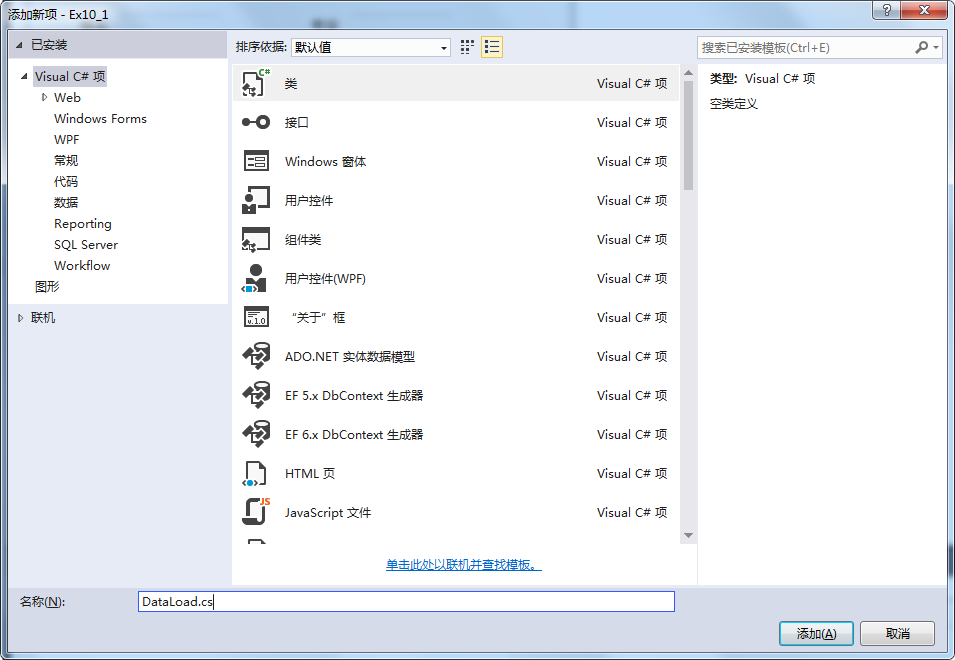 添加新项 - Ex10_1
已安装
排序依据: 默认值
搜索已安装模板(Ctrl+E)
Visual C# 项
Web
Windows Forms
WPF
常规
代码
数据
Reporting
SQL Server
Workflow
图形
联机
类 Visual C# 项
接口 Visual C# 项
Windows 窗体 Visual C# 项
用户控件 Visual C# 项
组件类 Visual C# 项
用户控件(WPF) Visual C# 项
“关于”框 Visual C# 项
ADO.NET 实体数据模型 Visual C# 项
EF 5.x DbContext 生成器 Visual C# 项
EF 6.x DbContext 生成器 Visual C# 项
HTML 页 Visual C# 项
JavaScript 文件 Visual C# 项
单击此处以联机并查找模板。
类型: Visual C# 项
空类定义
名称(N): DataLoad.cs
添加(A) 取消